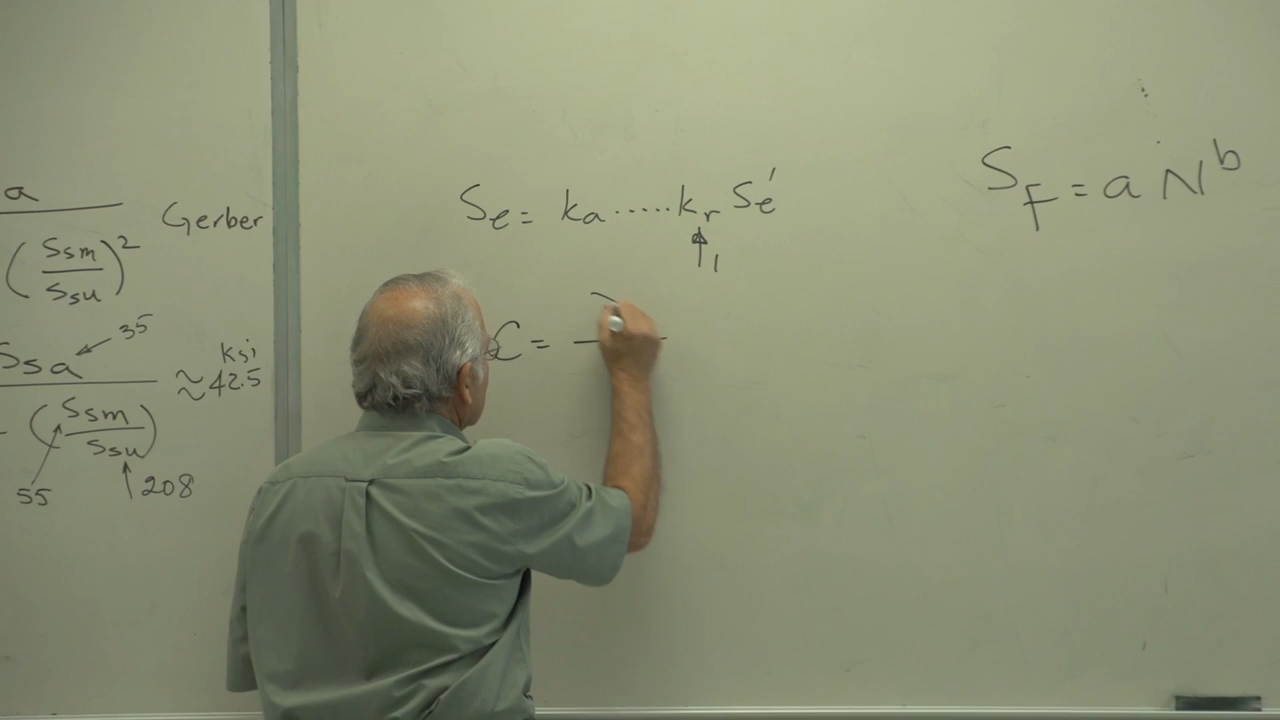 a
Gerber
(Ssm/Ssu)²
Ssa ← 35
≈ 42.5 ksi
- (Ssm/Ssu)
55
208
Se = ka ..... kr Se'
↑ 1
C =
SF = a N^b